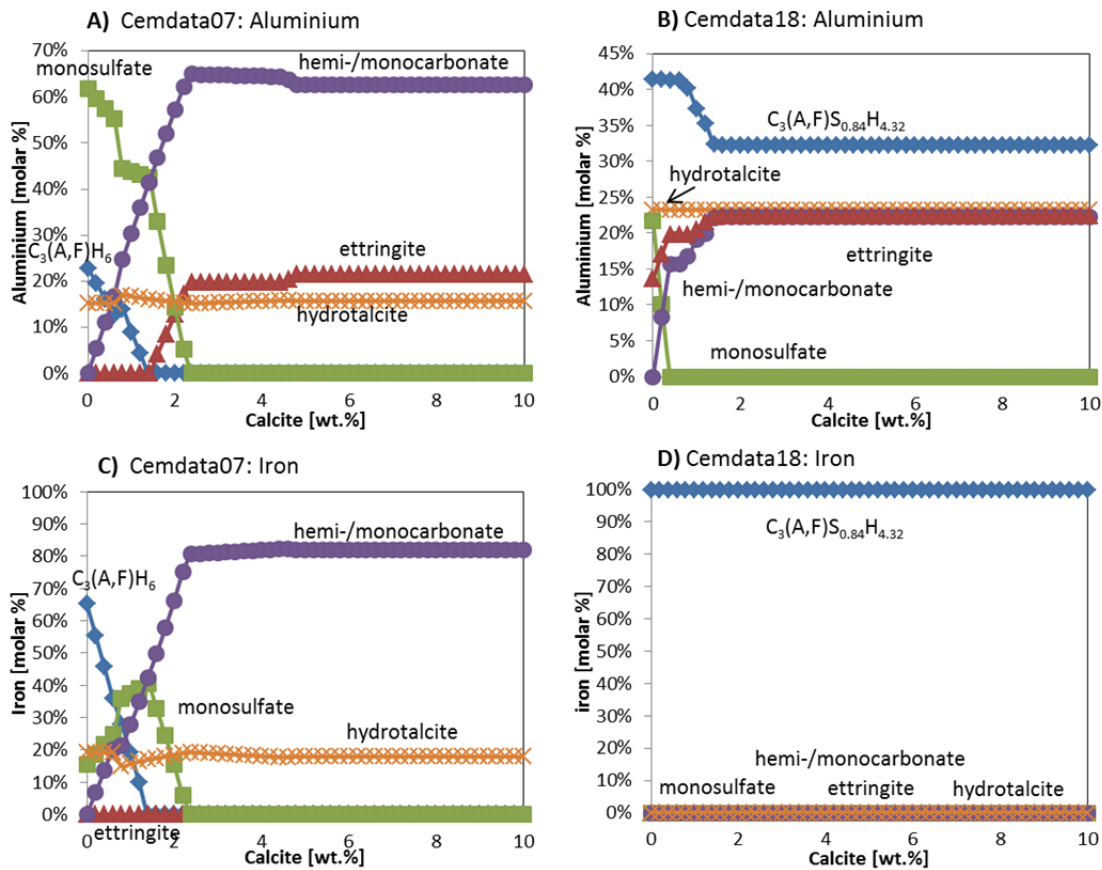 A) Cemdata07: Aluminium
70%
60%
50%
40%
30%
20%
10%
0%
Aluminium [molar %]
monosulfate
hemi-/monocarbonate
C3(A,F)H6
ettringite
hydrotalcite
0 2 4 6 8 10
Calcite [wt.%]
B) Cemdata18: Aluminium
45%
40%
35%
30%
25%
20%
15%
10%
5%
0%
Aluminium [molar %]
C3(A,F)S0.84H4.32
hydrotalcite
ettringite
hemi-/monocarbonate
monosulfate
0 2 4 6 8 10
Calcite [wt.%]
C) Cemdata07: Iron
100%
90%
80%
70%
60%
50%
40%
30%
20%
10%
0%
Iron [molar %]
hemi-/monocarbonate
C3(A,F)H6
monosulfate
hydrotalcite
ettringite
0 2 4 6 8 10
Calcite [wt.%]
D) Cemdata18: Iron
100%
90%
80%
70%
60%
50%
40%
30%
20%
10%
0%
iron [molar %]
C3(A,F)S0.84H4.32
hemi-/monocarbonate
monosulfate ettringite hydrotalcite
0 2 4 6 8 10
Calcite [wt.%]